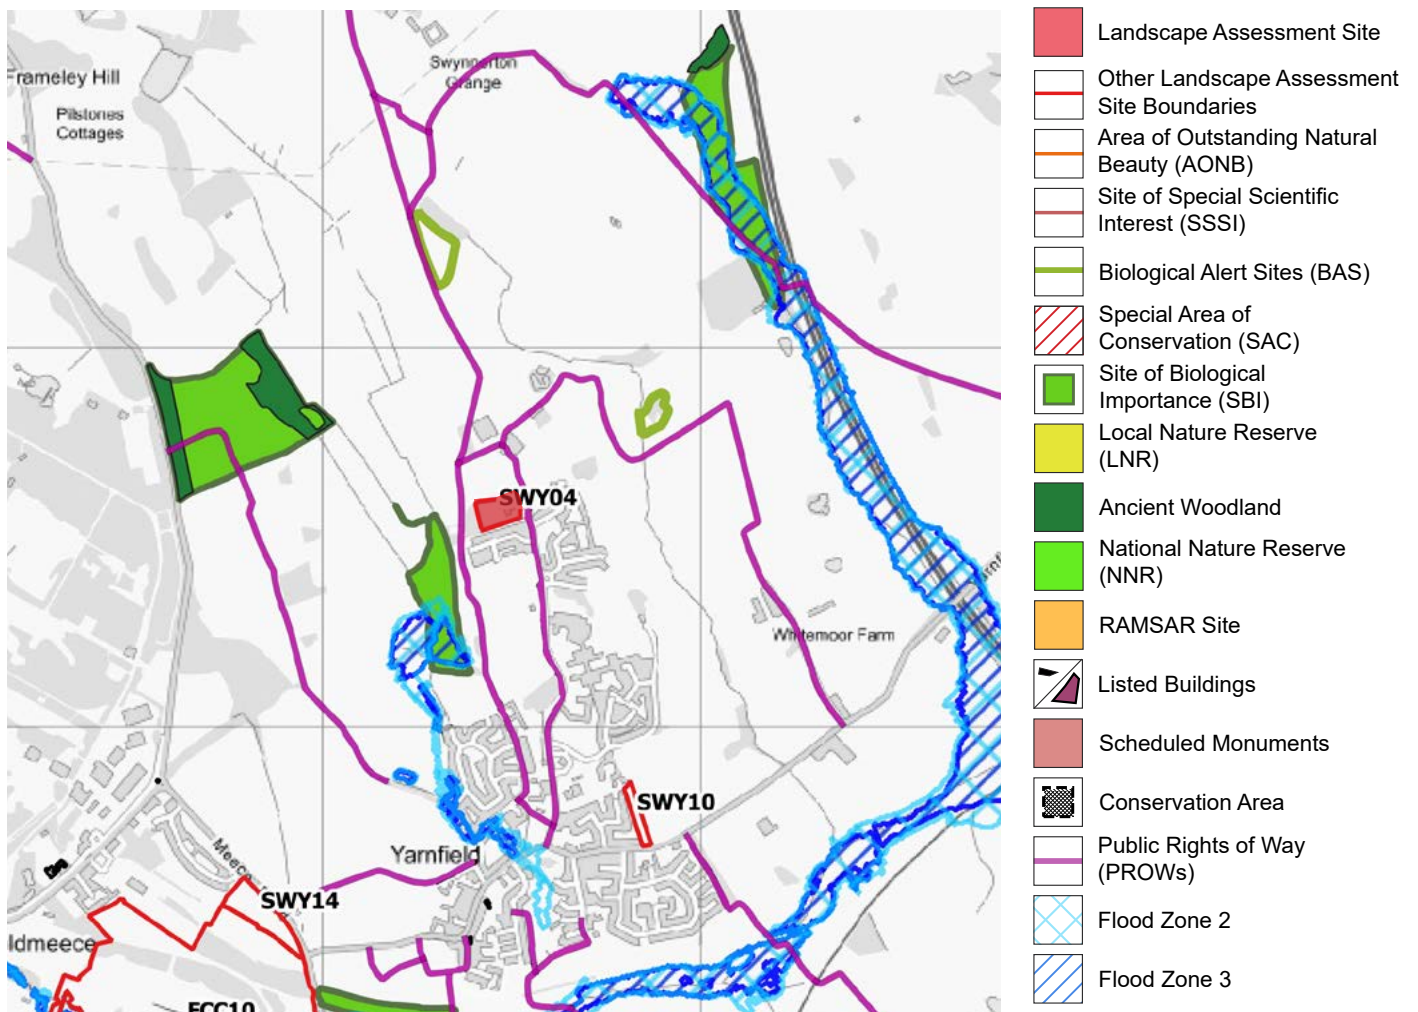 Frameley Hill
Pilstones
Cottages
Swynnerton
Grange
SWY04
Whitemoor Farm
SWY10
Yarnfield
Meece
SWY14
ldmeece
ECC10
Landscape Assessment Site
Other Landscape Assessment
Site Boundaries
Area of Outstanding Natural
Beauty (AONB)
Site of Special Scientific
Interest (SSSI)
Biological Alert Sites (BAS)
Special Area of
Conservation (SAC)
Site of Biological
Importance (SBI)
Local Nature Reserve
(LNR)
Ancient Woodland
National Nature Reserve
(NNR)
RAMSAR Site
Listed Buildings
Scheduled Monuments
Conservation Area
Public Rights of Way
(PROWs)
Flood Zone 2
Flood Zone 3